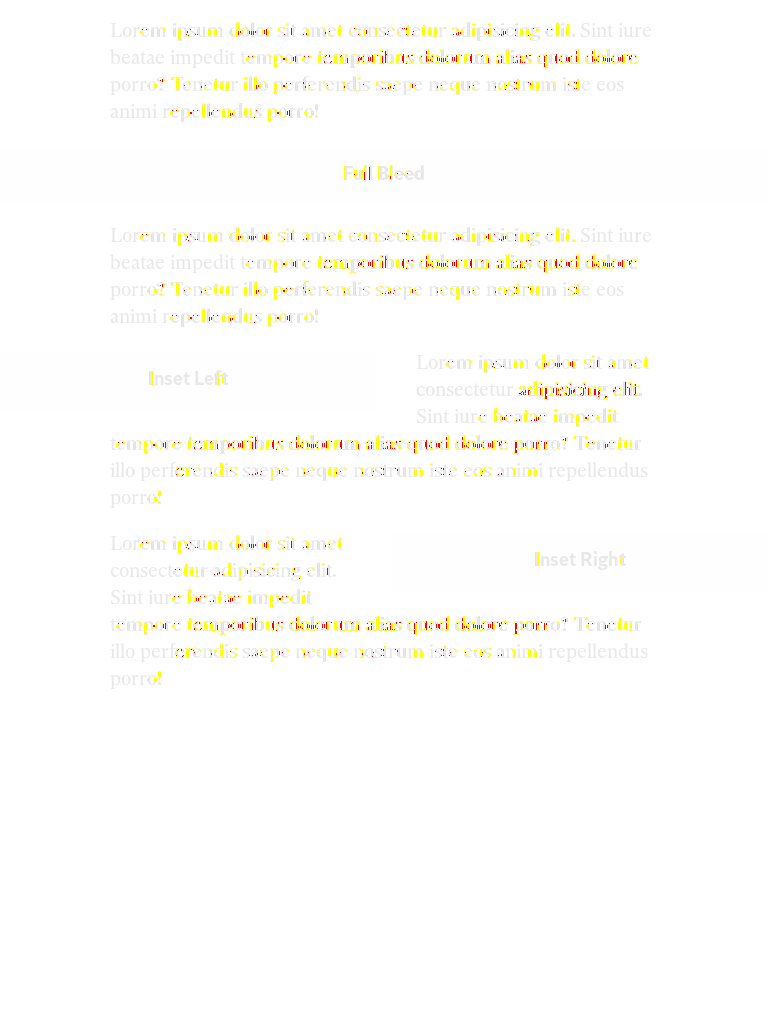 Lorem ipsum dolor sit amet consectetur adipisicing elit. Sint iure
beatae impedit tempore temporibus dolorum alias quod dolore
porro? Tenetur illo perferendis saepe neque nostrum iste eos
animi repellendus porro!
Full Bleed
Lorem ipsum dolor sit amet consectetur adipisicing elit. Sint iure
beatae impedit tempore temporibus dolorum alias quod dolore
porro? Tenetur illo perferendis saepe neque nostrum iste eos
animi repellendus porro!
Inset Left
Lorem ipsum dolor sit amet
consectetur adipisicing elit.
Sint iure beatae impedit
tempore temporibus dolorum alias quod dolore porro? Tenetur
illo perferendis saepe neque nostrum iste eos animi repellendus
porro!
Lorem ipsum dolor sit amet
consectetur adipisicing elit.
Sint iure beatae impedit
Inset Right
tempore temporibus dolorum alias quod dolore porro? Tenetur
illo perferendis saepe neque nostrum iste eos animi repellendus
porro!